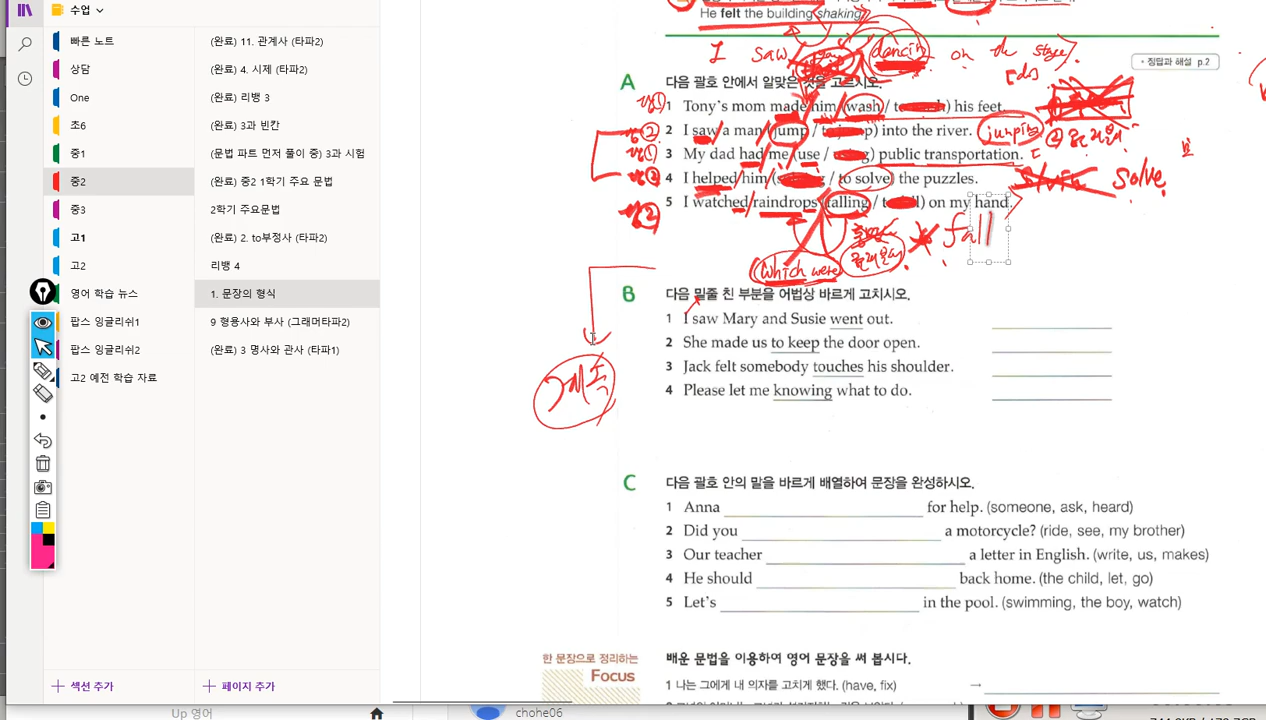 수업
빠른 노트
상담
One
초6
중1
중2
중3
고1
고2
영어 학습 뉴스
팝스 잉글리쉬1
팝스 잉글리쉬2
고2 예전 학습 자료
섹션 추가
(완료) 11. 관계사 (타파2)
(완료) 4. 시제 (타파2)
(완료) 리뱅 3
(완료) 3과 빈칸
(문법 파트 먼저 풀이 중) 3과 시험
(완료) 중2 1학기 주요 문법
2학기 주요문법
(완료) 2. to부정사 (타파2)
리뱅 4
1. 문장의 형식
9 형용사와 부사 (그래머타파2)
(완료) 3 명사와 관사 (타파1)
페이지 추가
He felt the building shaking.
I saw dancing on the stage
• 정답과 해설 p.2
A 다음 괄호 안에서 알맞은 것을 고르시오.
1 Tony's mom made him (wash / to) his feet.
2 I saw a man (jump / to) into the river. jumping
3 My dad had me (use / ) public transportation.
4 I helped him ( / to solve) the puzzles. solve
5 I watched raindrops (falling / to) on my hand.
fall
which were
B 다음 밑줄 친 부분을 어법상 바르게 고치시오.
1 I saw Mary and Susie went out.
2 She made us to keep the door open.
3 Jack felt somebody touches his shoulder.
4 Please let me knowing what to do.
계속
C 다음 괄호 안의 말을 바르게 배열하여 문장을 완성하시오.
1 Anna for help. (someone, ask, heard)
2 Did you a motorcycle? (ride, see, my brother)
3 Our teacher a letter in English. (write, us, makes)
4 He should back home. (the child, let, go)
5 Let's in the pool. (swimming, the boy, watch)
한 문장으로 정리하는
Focus
배운 문법을 이용하여 영어 문장을 써 봅시다.
1 나는 그에게 내 의자를 고치게 했다. (have, fix) →
Up 영어
chohe06